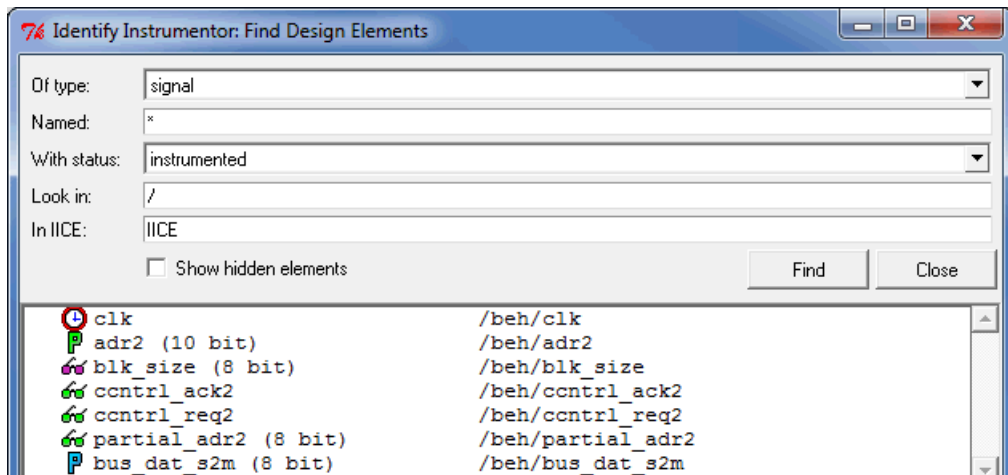 Identify Instrumentor: Find Design Elements
Of type: signal
Named: *
With status: instrumented
Look in: /
In IICE: IICE
Show hidden elements Find Close
clk /beh/clk
P adr2 (10 bit) /beh/adr2
blk_size (8 bit) /beh/blk_size
ccntrl_ack2 /beh/ccntrl_ack2
ccntrl_req2 /beh/ccntrl_req2
partial_adr2 (8 bit) /beh/partial_adr2
P bus_dat_s2m (8 bit) /beh/bus_dat_s2m